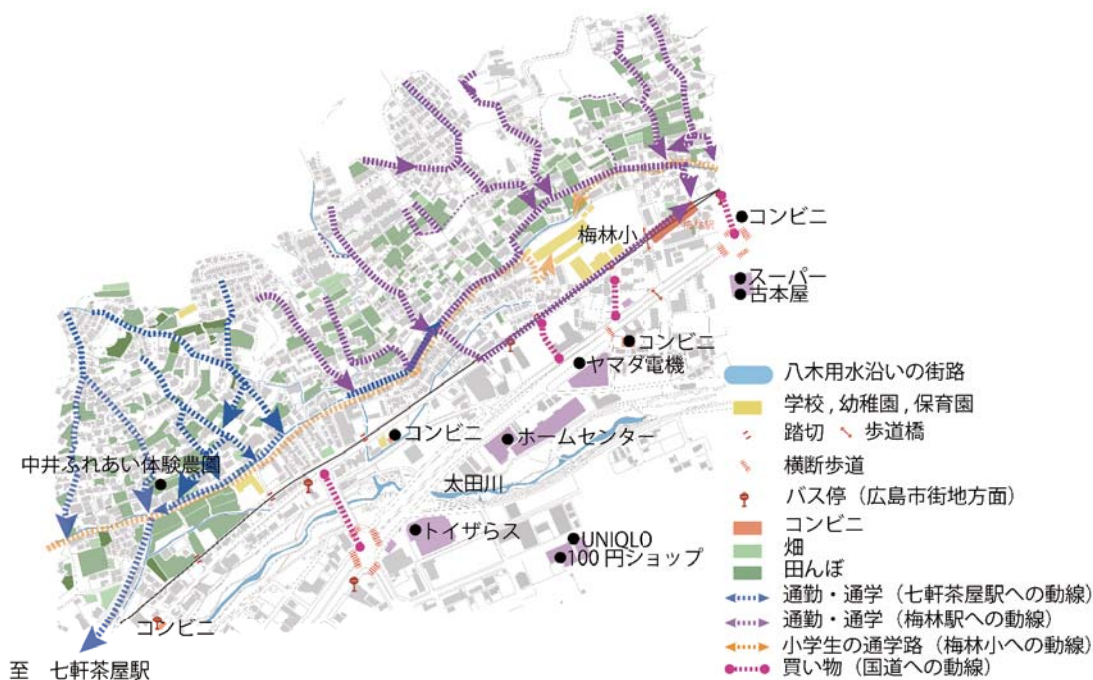 コンビニ
梅林小
スーパー
古本屋
コンビニ
ヤマダ電機
コンビニ
ホームセンター
中井ふれあい体験農園
太田川
トイザらス
UNIQLO
100円ショップ
コンビニ
至 七軒茶屋駅
八木用水沿いの街路
学校,幼稚園,保育園
踏切 歩道橋
横断歩道
バス停（広島市街地方面）
コンビニ
畑
田んぼ
通勤・通学（七軒茶屋駅への動線）
通勤・通学（梅林駅への動線）
小学生の通学路（梅林小への動線）
買い物（国道への動線）